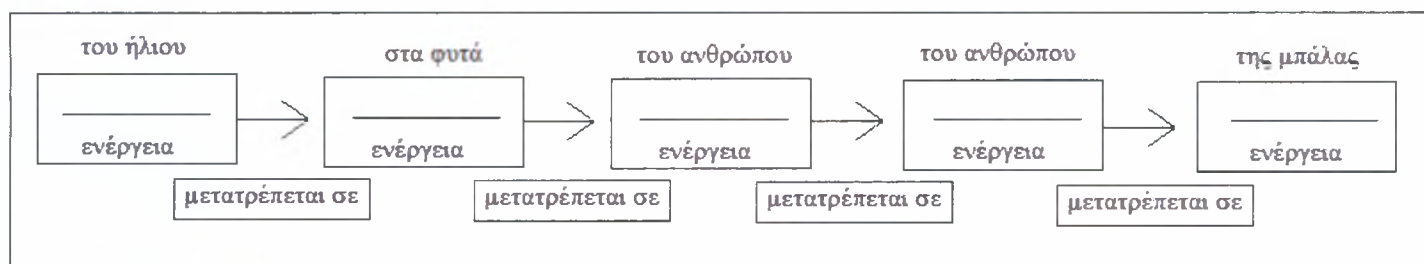 του ήλιου στα φυτά του ανθρώπου του ανθρώπου της μπάλας
ενέργεια ενέργεια ενέργεια ενέργεια ενέργεια
μετατρέπεται σε μετατρέπεται σε μετατρέπεται σε μετατρέπεται σε